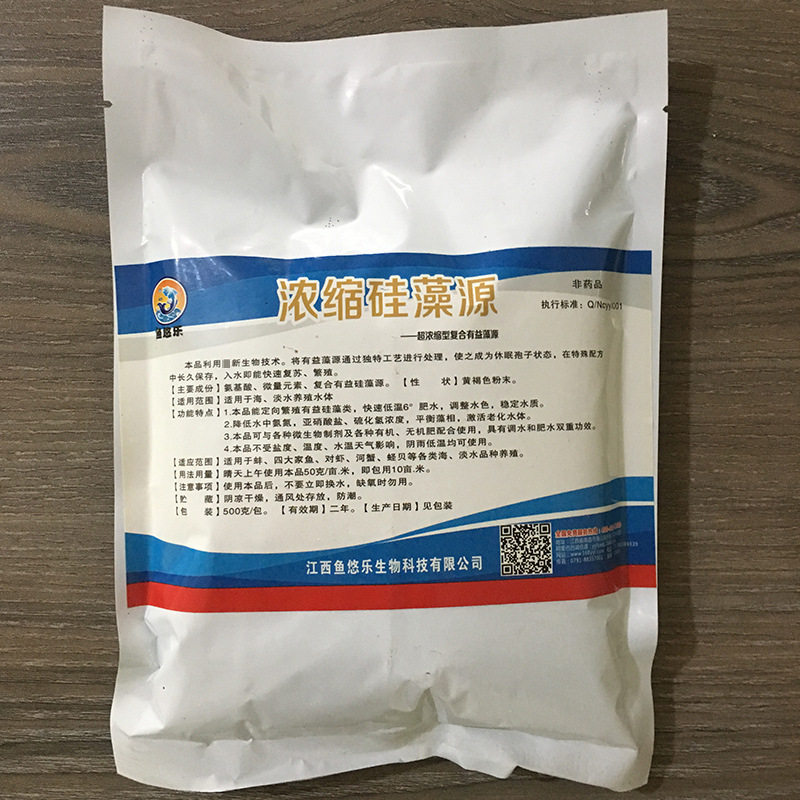 鱼悠乐
浓缩硅藻源
非药品
执行标准：Q/Ncyyl001
——超浓缩型复合有益藻源
本品利用新生物技术。将有益藻源通过独特工艺进行处理，使之成为休眠孢子状态，在特殊配方
中长久保存，入水即能快速复苏、繁殖。
【主要成份】氨基酸、微量元素、复合有益硅藻源。【性 状】黄褐色粉末。
【适用范围】适用于海、淡水养殖水体
【功能特点】1.本品能定向繁殖有益硅藻类，快速低温6°肥水，调整水色，稳定水质。
2.降低水中氨氮，亚硝酸盐、硫化氢浓度，平衡藻相，激活老化水体。
3.本品可与各种微生物制剂及各种有机、无机肥配合使用，具有调水和肥水双重功效。
4.本品不受盐度、温度、水温天气影响，阴雨低温均可使用。
【适应范围】适用于蚌、四大家鱼、对虾、河蟹、蛏贝等各类海、淡水品种养殖。
【用法用量】晴天上午使用本品50克/亩.米，即包用10亩.米。
【注意事项】使用本品后，不要立即换水，缺氧时勿用。
【贮 藏】阴凉干燥，通风处存放，防潮。
【包 装】500克/包。【有效期】二年。【生产日期】见包装
江西鱼悠乐生物科技有限公司
全国免费服务热线：